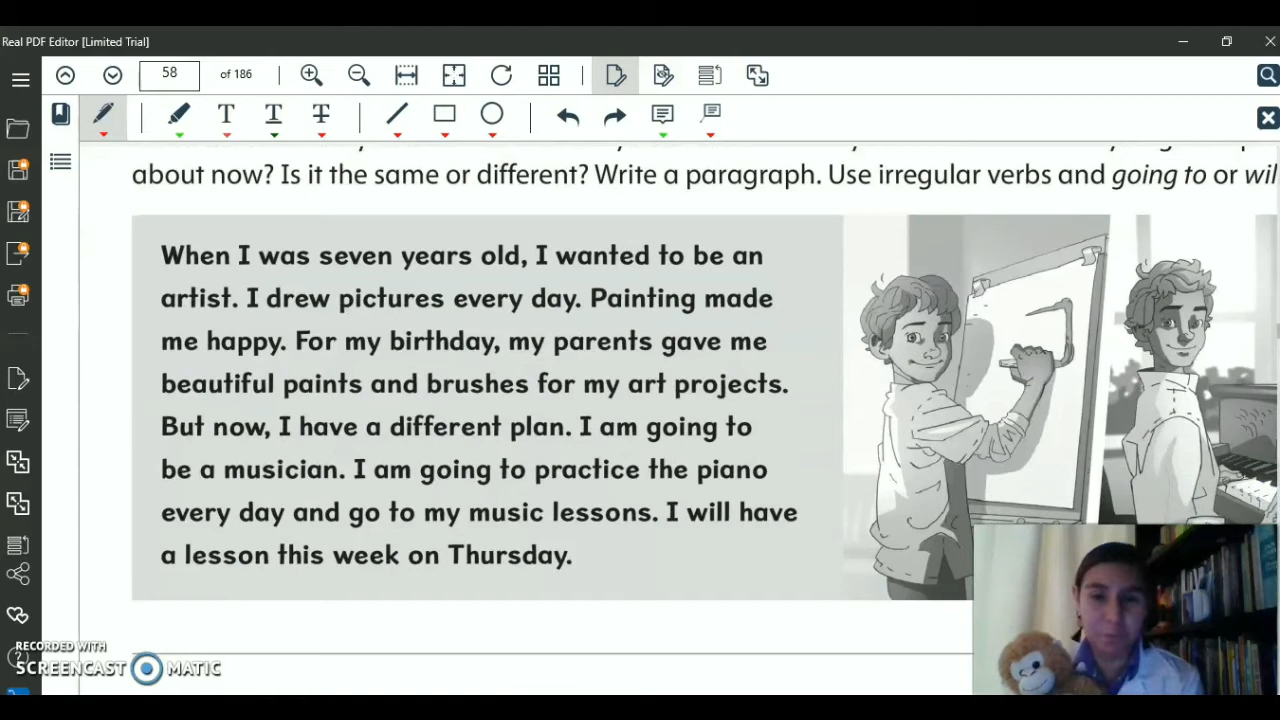 Real PDF Editor [Limited Trial]
58 of 186
about now? Is it the same or different? Write a paragraph. Use irregular verbs and going to or wil
When I was seven years old, I wanted to be an
artist. I drew pictures every day. Painting made
me happy. For my birthday, my parents gave me
beautiful paints and brushes for my art projects.
But now, I have a different plan. I am going to
be a musician. I am going to practice the piano
every day and go to my music lessons. I will have
a lesson this week on Thursday.
RECORDED WITH
SCREENCAST MATIC